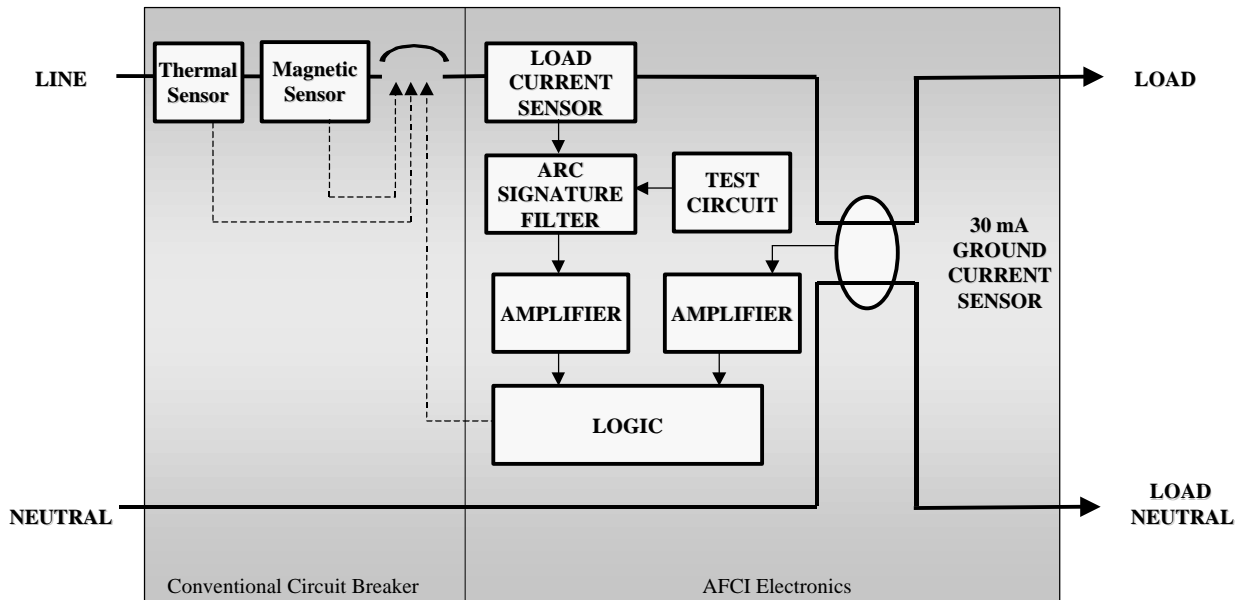 LINE
Thermal
Sensor
Magnetic
Sensor
LOAD
CURRENT
SENSOR
LOAD
ARC
SIGNATURE
FILTER
TEST
CIRCUIT
30 mA
GROUND
CURRENT
SENSOR
AMPLIFIER
AMPLIFIER
LOGIC
NEUTRAL
LOAD
NEUTRAL
Conventional Circuit Breaker
AFCI Electronics